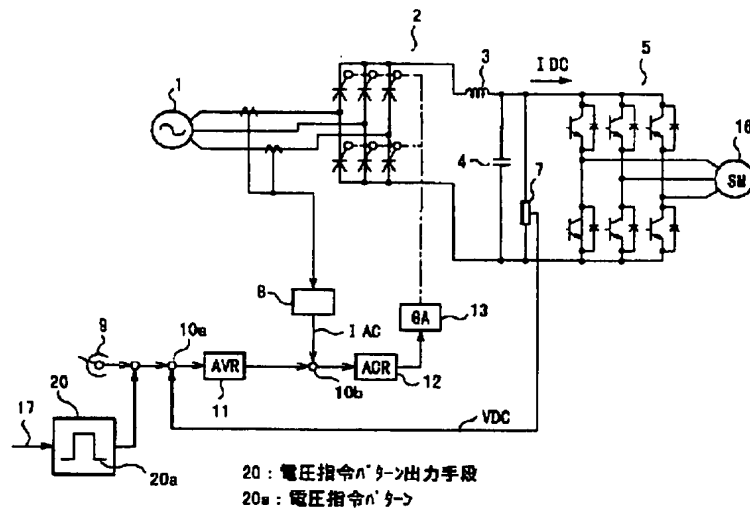 2
1
3
I DC
5
16
4
7
SM
8
I AC
GA
13
9
10a
AVR
11
10b
ACR
12
20
17
20a
VDC
20 : 電圧指令パターン出力手段
20a : 電圧指令パターン